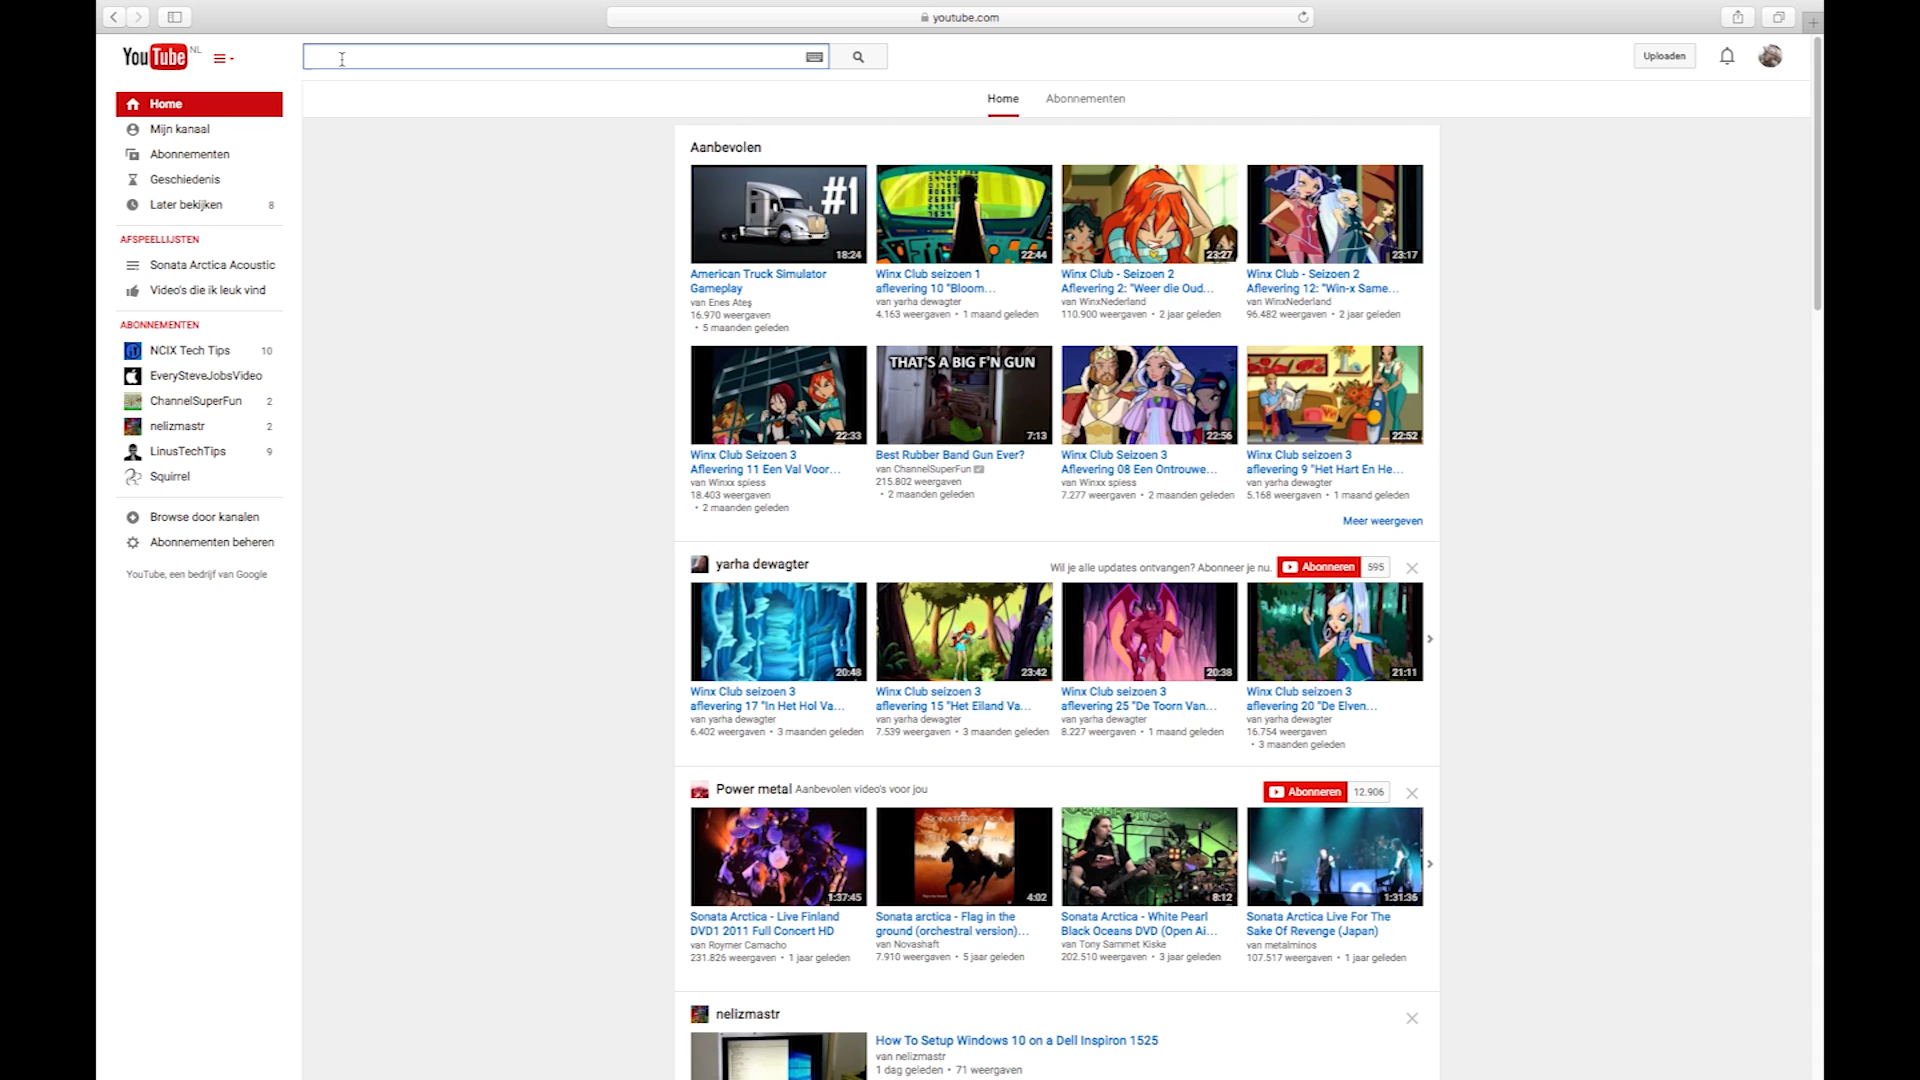 youtube.com
YouTube NL
Uploaden
Home
Mijn kanaal
Abonnementen
Geschiedenis
Later bekijken 8
AFSPEELLIJSTEN
Sonata Arctica Acoustic
Video's die ik leuk vind
ABONNEMENTEN
NCIX Tech Tips 10
EverySteveJobsVideo
ChannelSuperFun 2
nelizmastr 2
LinusTechTips 9
Squirrel
Browse door kanalen
Abonnementen beheren
YouTube, een bedrijf van Google
Home Abonnementen
Aanbevolen
#1
18:24
American Truck Simulator
Gameplay
van Enes Ateş
16.970 weergaven
• 5 maanden geleden
22:44
Winx Club seizoen 1
aflevering 10 "Bloom...
van yarha dewagter
4.163 weergaven • 1 maand geleden
23:27
Winx Club - Seizoen 2
Aflevering 2: "Weer die Oud...
van WinxNederland
110.900 weergaven • 2 jaar geleden
23:17
Winx Club - Seizoen 2
Aflevering 12: "Win-x Same...
van WinxNederland
96.482 weergaven • 2 jaar geleden
22:33
Winx Club Seizoen 3
Aflevering 11 Een Val Voor...
van Winxx spiess
18.403 weergaven
• 2 maanden geleden
THAT'S A BIG F'N GUN
7:13
Best Rubber Band Gun Ever?
van ChannelSuperFun
215.802 weergaven
• 2 maanden geleden
22:56
Winx Club Seizoen 3
Aflevering 08 Een Ontrouwe...
van Winxx spiess
7.277 weergaven • 2 maanden geleden
22:52
Winx Club seizoen 3
aflevering 9 "Het Hart En He...
van yarha dewagter
5.168 weergaven • 1 maand geleden
Meer weergeven
yarha dewagter
Wil je alle updates ontvangen? Abonneer je nu. Abonneren 595
20:48
Winx Club seizoen 3
aflevering 17 "In Het Hol Va...
van yarha dewagter
6.402 weergaven • 3 maanden geleden
23:42
Winx Club seizoen 3
aflevering 15 "Het Eiland Va...
van yarha dewagter
7.539 weergaven • 3 maanden geleden
20:38
Winx Club seizoen 3
aflevering 25 "De Toorn Van...
van yarha dewagter
8.227 weergaven • 1 maand geleden
21:11
Winx Club seizoen 3
aflevering 20 "De Elven...
van yarha dewagter
16.754 weergaven
• 3 maanden geleden
Power metal Aanbevolen video's voor jou
Abonneren 12.906
1:37:45
Sonata Arctica - Live Finland
DVD1 2011 Full Concert HD
van Roymer Camacho
231.826 weergaven • 1 jaar geleden
4:02
Sonata arctica - Flag in the
ground (orchestral version)...
van Novashaft
7.910 weergaven • 5 jaar geleden
8:12
Sonata Arctica - White Pearl
Black Oceans DVD (Open Ai...
van Tony Sammet Kiske
202.510 weergaven • 3 jaar geleden
1:31:36
Sonata Arctica Live For The
Sake Of Revenge (Japan)
van metalminos
107.517 weergaven • 1 jaar geleden
nelizmastr
How To Setup Windows 10 on a Dell Inspiron 1525
van nelizmastr
1 dag geleden • 71 weergaven